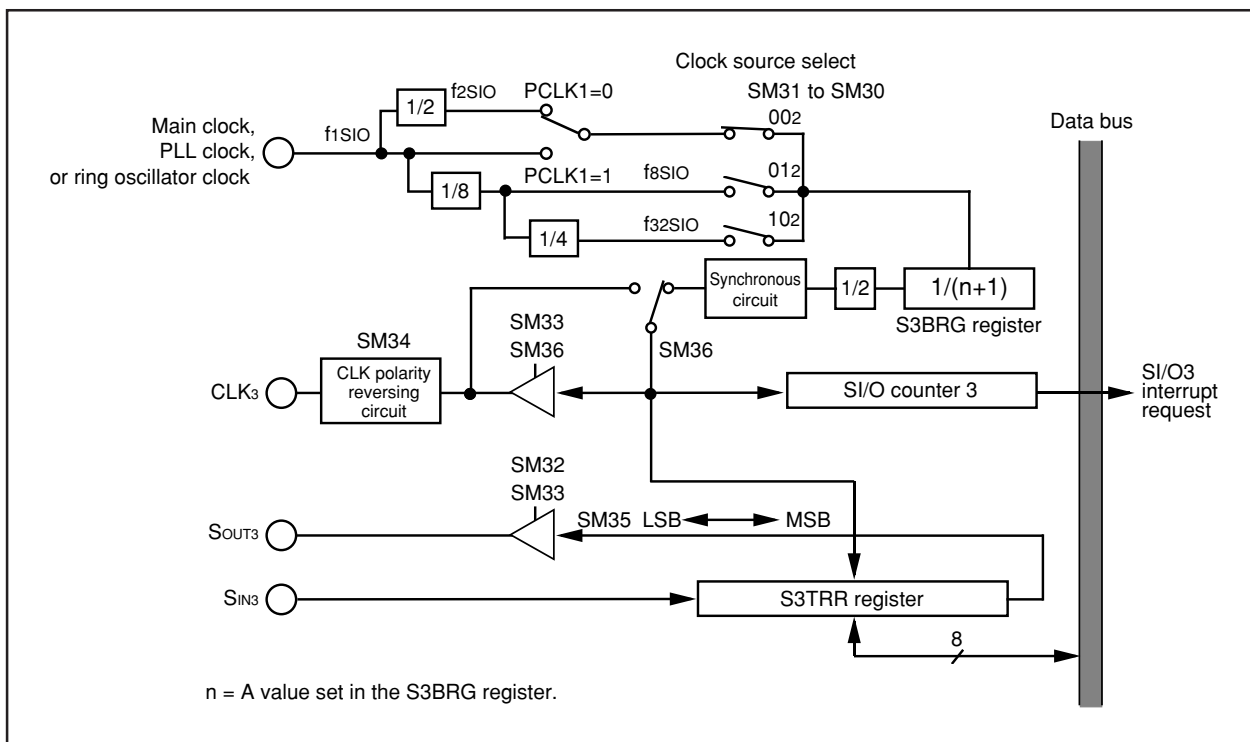 Clock source select
SM31 to SM30
Main clock,
PLL clock,
or ring oscillator clock
f1SIO
1/2
f2SIO
PCLK1=0
PCLK1=1
002
1/8
f8SIO
012
1/4
f32SIO
102
Data bus
Synchronous
circuit
1/2
1/(n+1)
S3BRG register
SM36
SM34
CLK polarity
reversing
circuit
CLK3
SM33
SM36
SI/O counter 3
SI/O3
interrupt
request
SM32
SM33
SM35 LSB MSB
SOUT3
SIN3
S3TRR register
8
n = A value set in the S3BRG register.